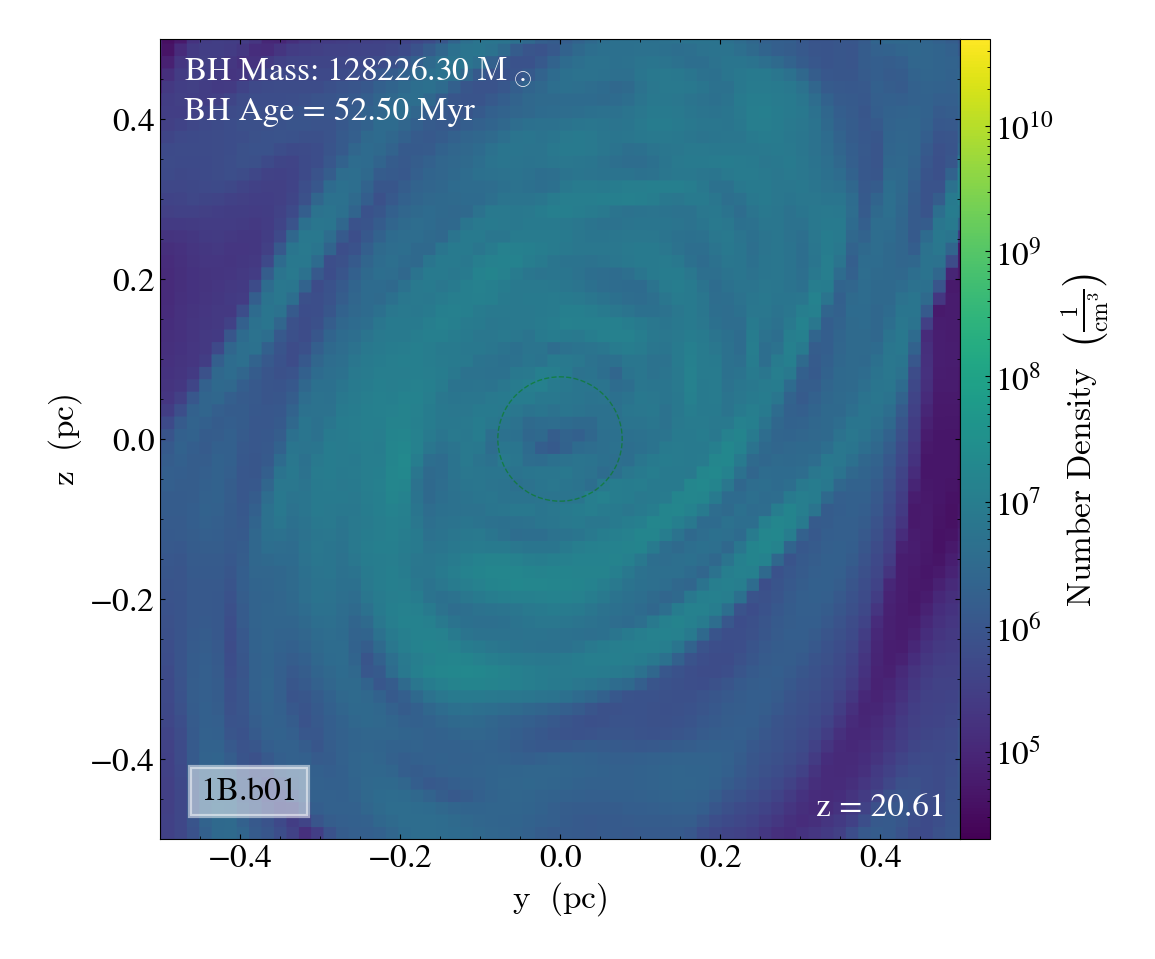 BH Mass: 128226.30 M⊙
BH Age = 52.50 Myr
1B.b01
z = 20.61
0.4
0.2
0.0
−0.2
−0.4
z (pc)
−0.4 −0.2 0.0 0.2 0.4
y (pc)
10¹⁰
10⁹
10⁸
10⁷
10⁶
10⁵
Number Density (1/cm³)